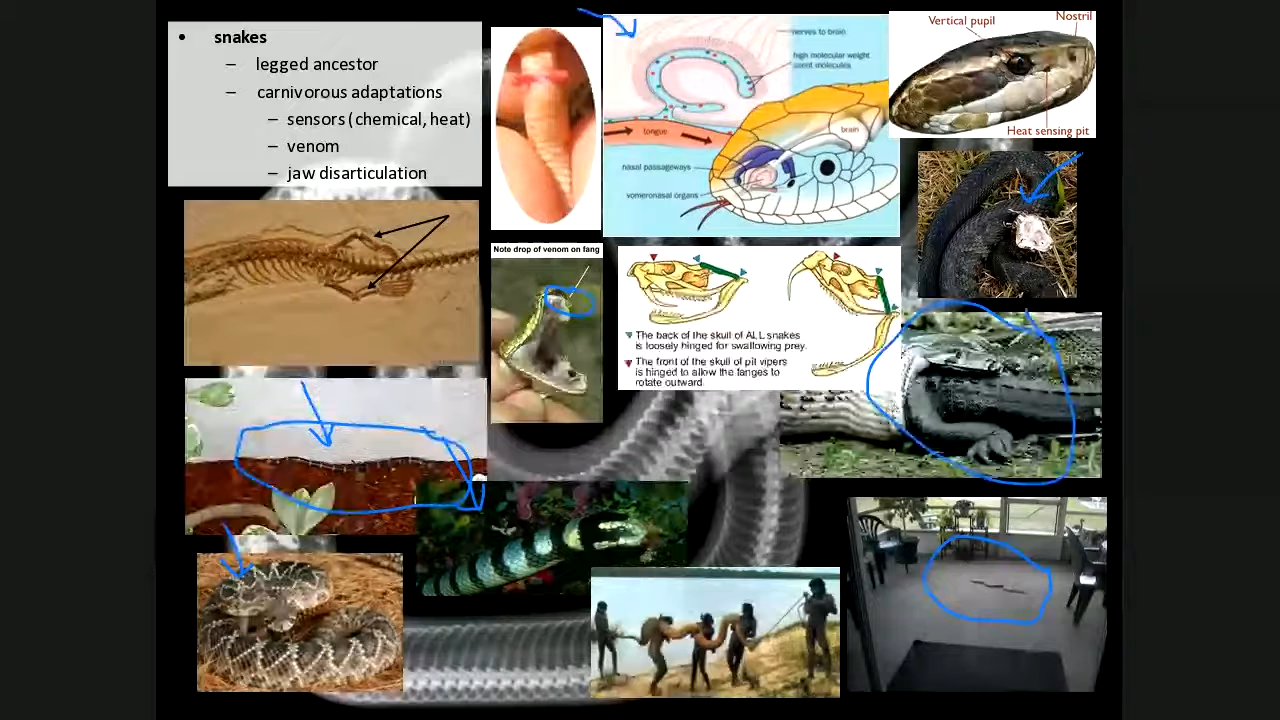 • snakes
– legged ancestor
– carnivorous adaptations
– sensors (chemical, heat)
– venom
– jaw disarticulation
nerves to brain
high molecular weight
scent molecules
tongue
brain
nasal passageways
vomeronasal organs
Vertical pupil
Nostril
Heat sensing pit
Note drop of venom on fang
The back of the skull of ALL snakes
is loosely hinged for swallowing prey.
The front of the skull of pit vipers
is hinged to allow the fanges to
rotate outward.